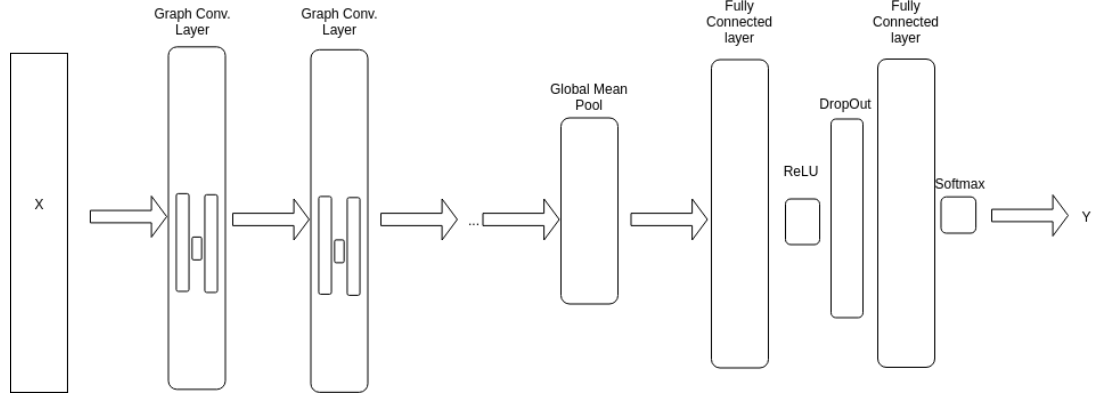 Graph Conv.
Layer
Graph Conv.
Layer
Fully
Connected
layer
Fully
Connected
layer
Global Mean
Pool
DropOut
ReLU
Softmax
X
...
Y